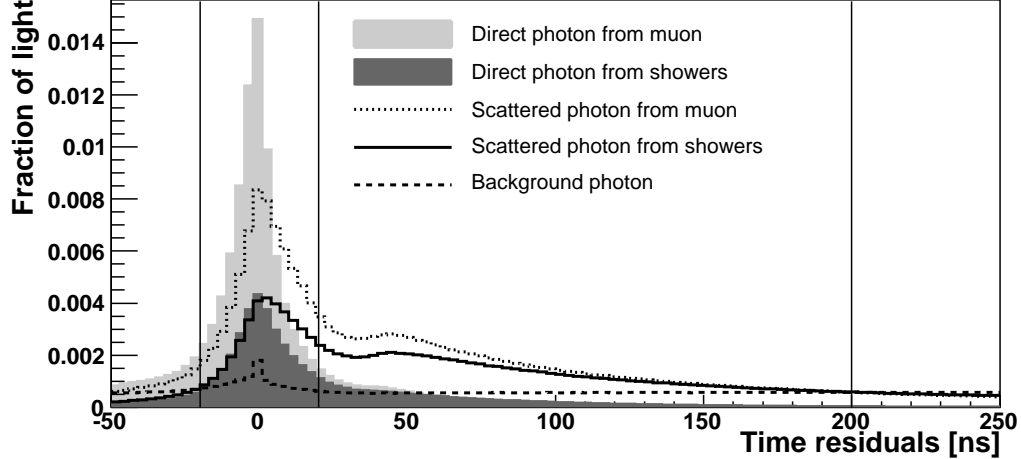 Fraction of light
0.014
0.012
0.01
0.008
0.006
0.004
0.002
0
Direct photon from muon
Direct photon from showers
Scattered photon from muon
Scattered photon from showers
Background photon
-50 0 50 100 150 200 250
Time residuals [ns]